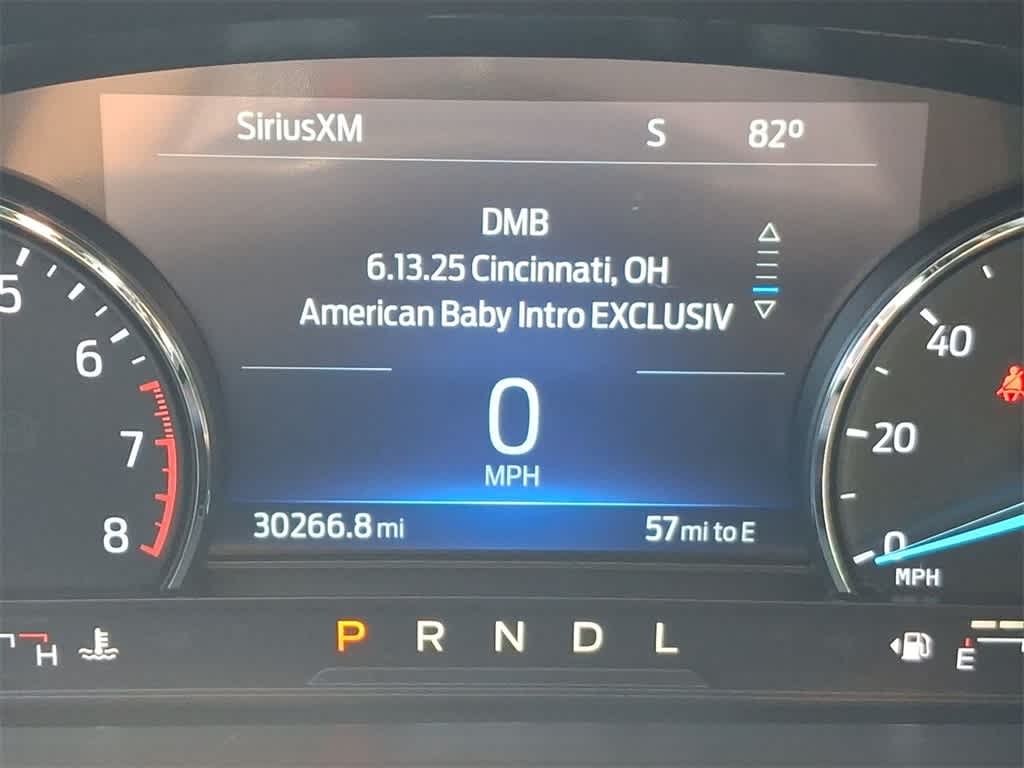 SiriusXM S 82º
DMB
6.13.25 Cincinnati, OH
American Baby Intro EXCLUSIV
0
MPH
30266.8 mi 57 mi to E
5
6
7
8
40
20
0
MPH
H P R N D L E